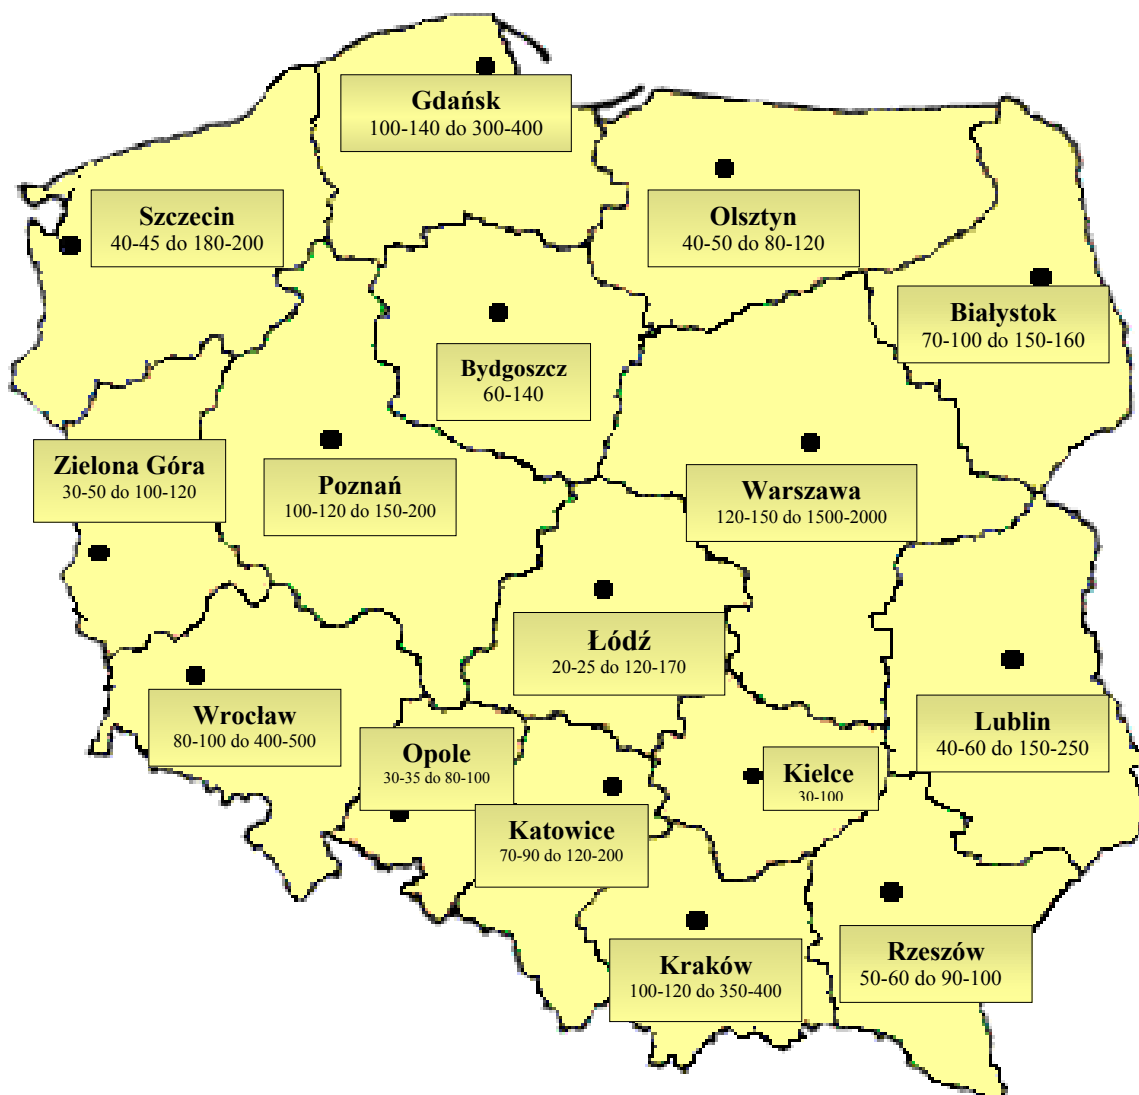 Gdańsk
100-140 do 300-400
Szczecin
40-45 do 180-200
Olsztyn
40-50 do 80-120
Białystok
70-100 do 150-160
Bydgoszcz
60-140
Zielona Góra
30-50 do 100-120
Poznań
100-120 do 150-200
Warszawa
120-150 do 1500-2000
Łódź
20-25 do 120-170
Wrocław
80-100 do 400-500
Lublin
40-60 do 150-250
Opole
30-35 do 80-100
Kielce
30-100
Katowice
70-90 do 120-200
Kraków
100-120 do 350-400
Rzeszów
50-60 do 90-100